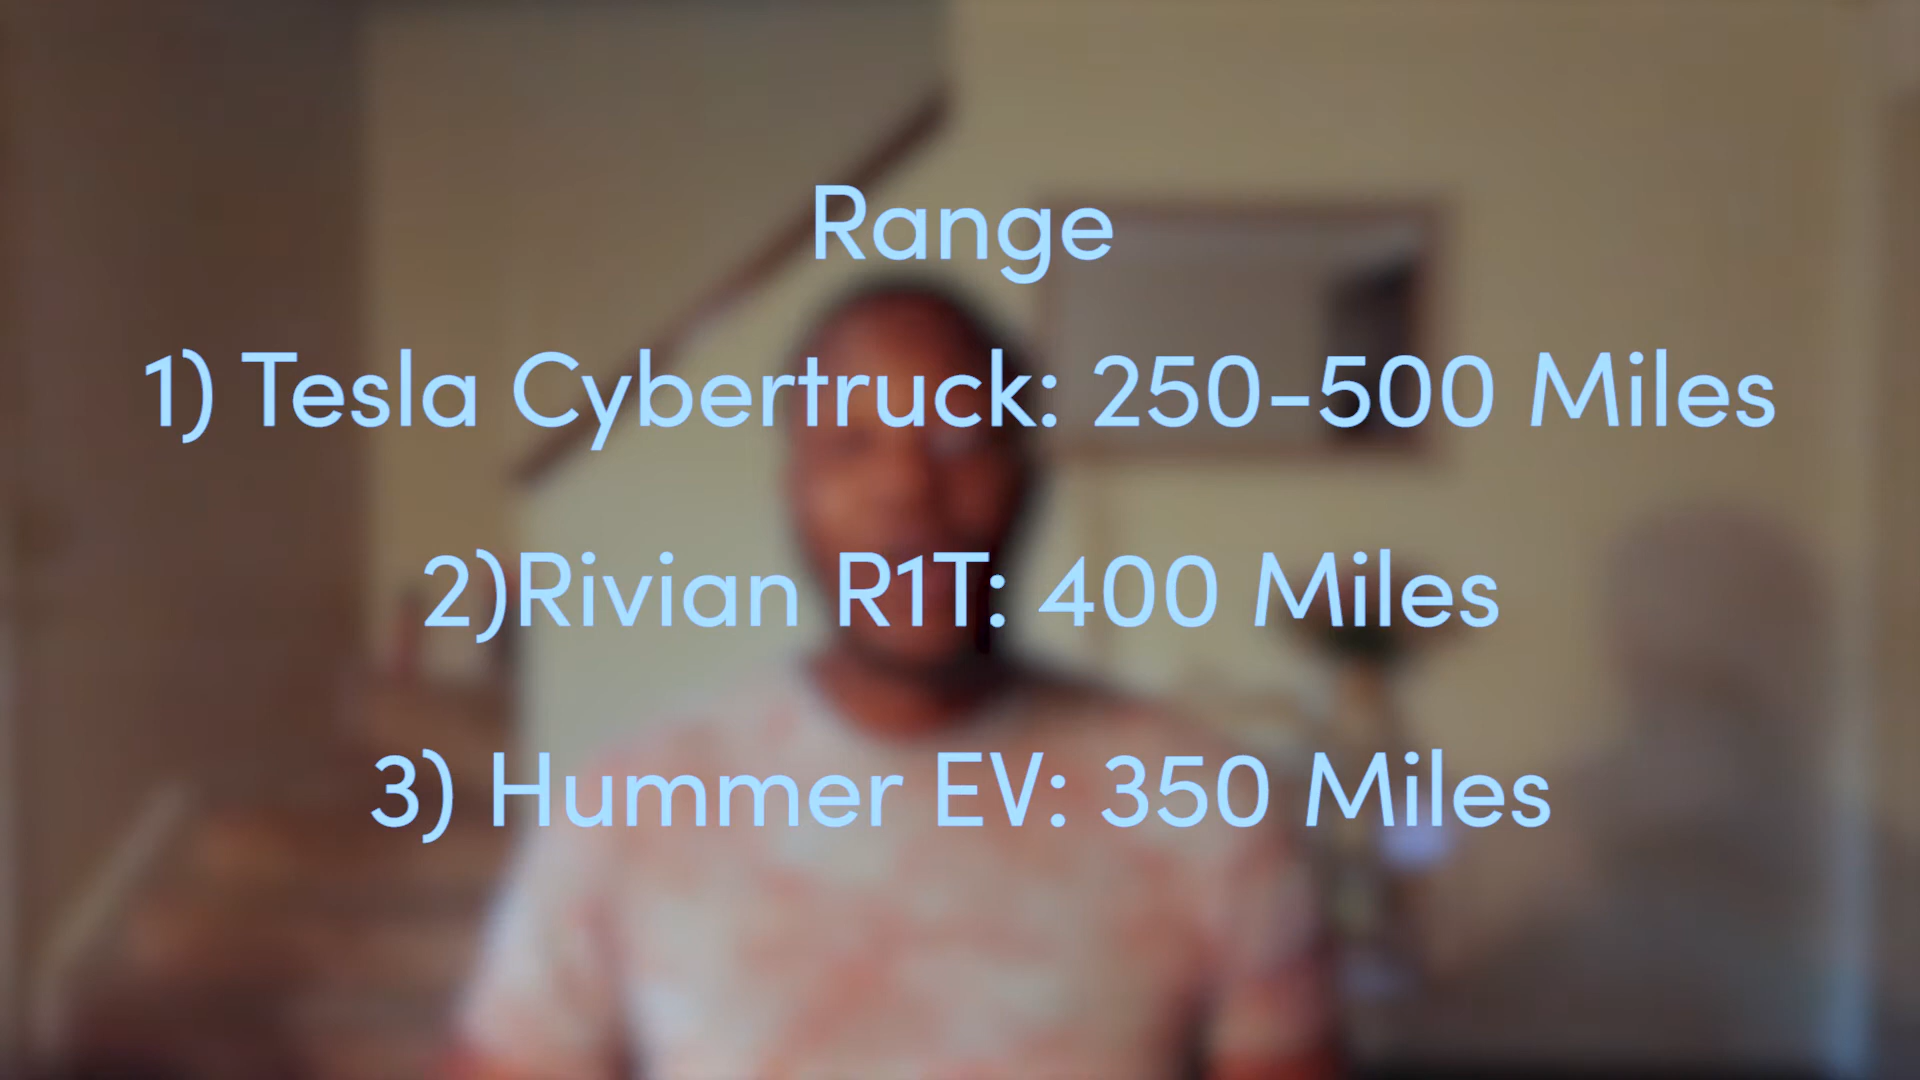 Range
1) Tesla Cybertruck: 250-500 Miles
2)Rivian R1T: 400 Miles
3) Hummer EV: 350 Miles